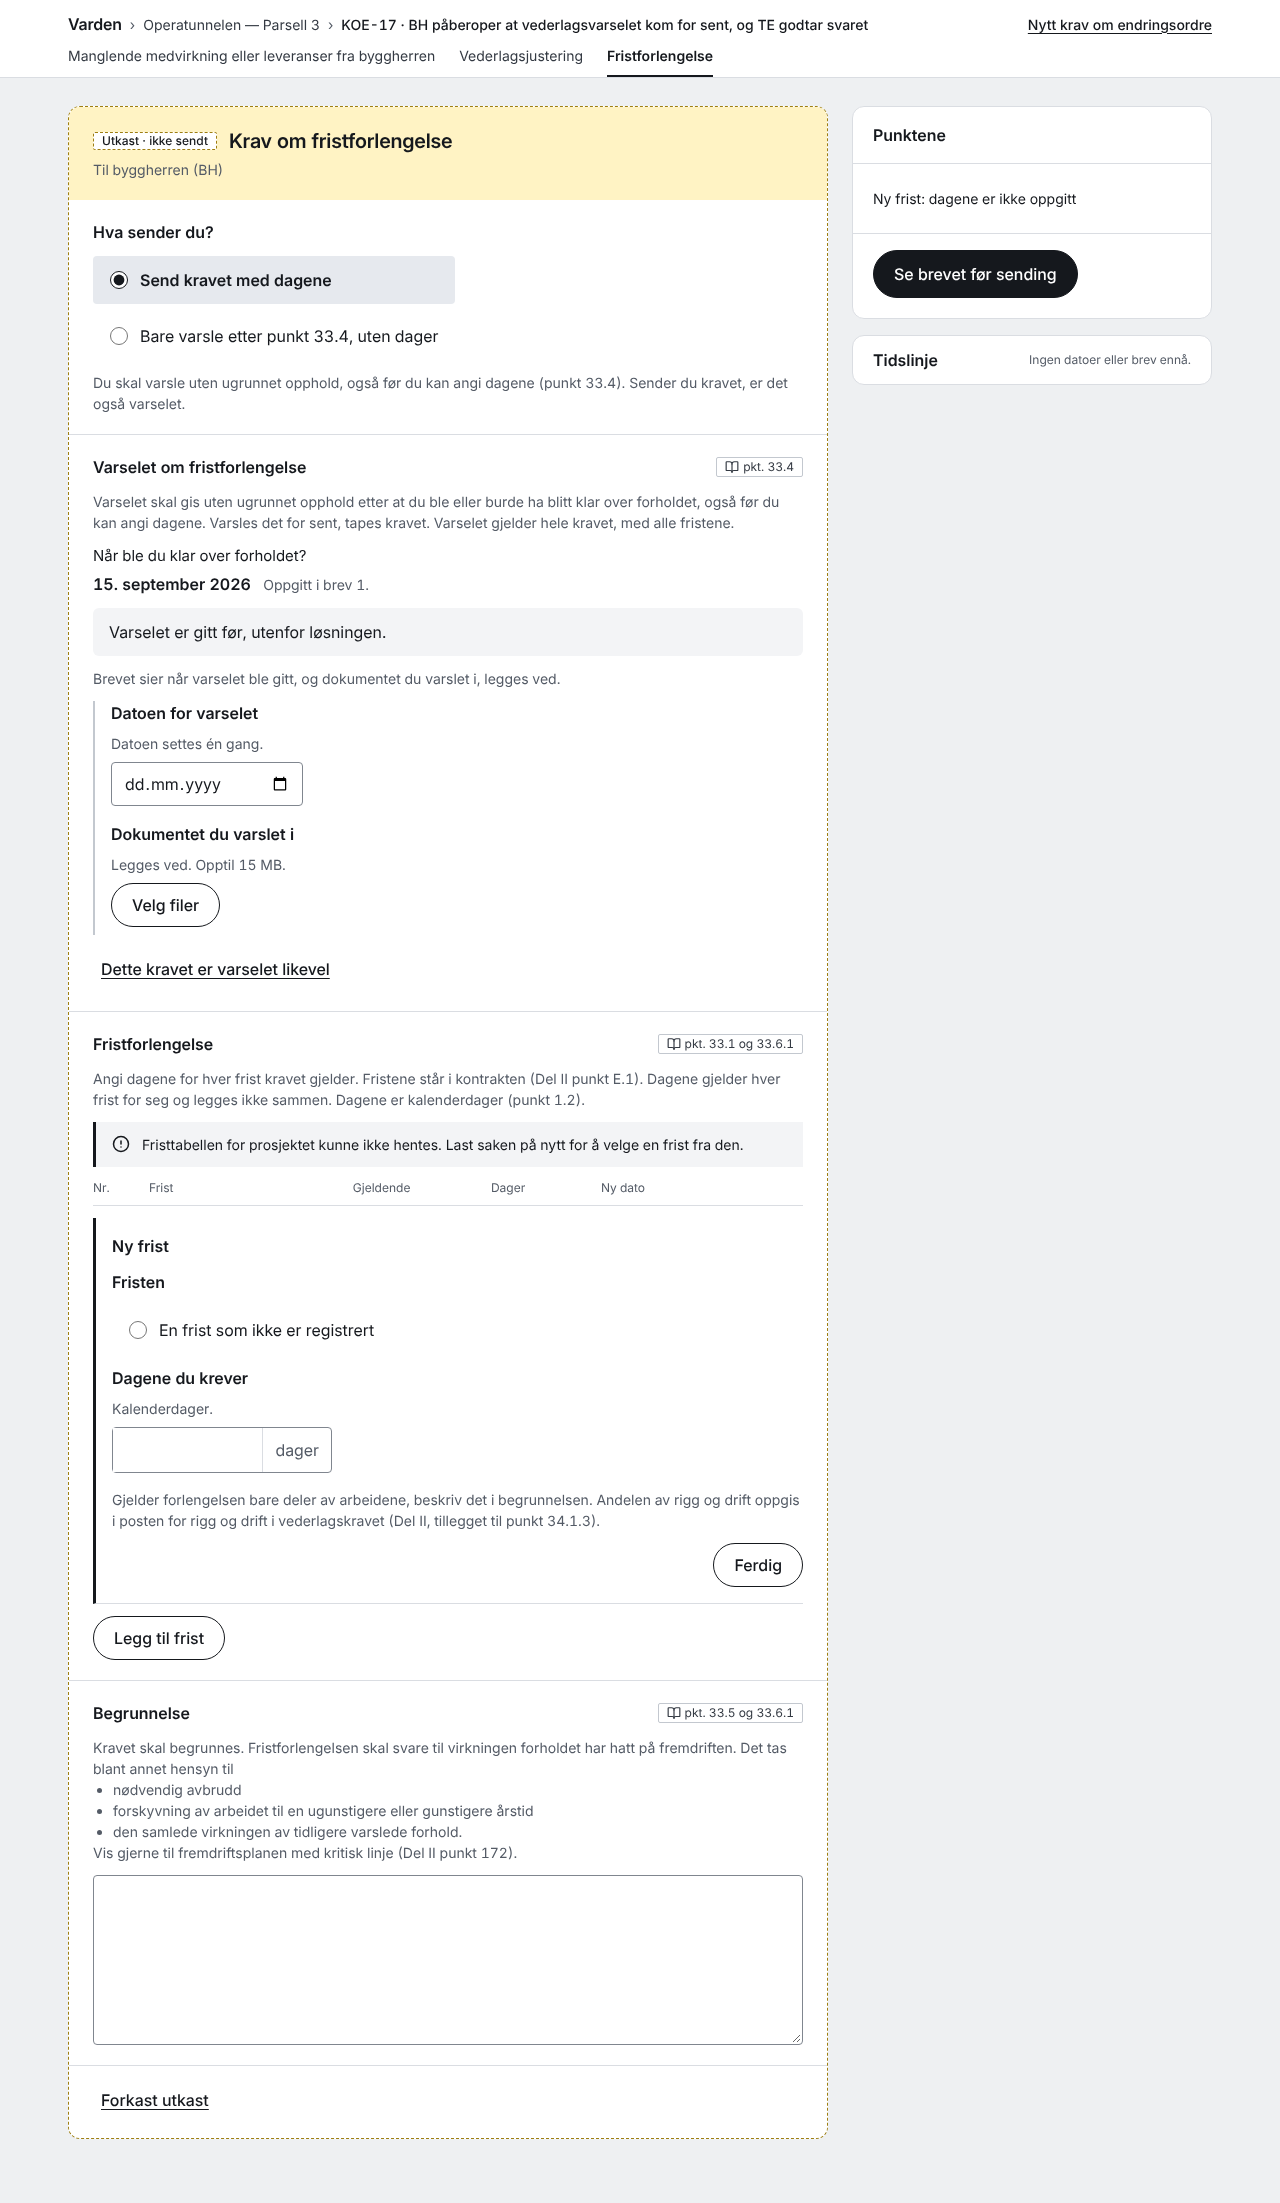 Varden › Operatunnelen — Parsell 3 › KOE-17 · BH påberoper at vederlagsvarselet kom for sent, og TE godtar svaret
Nytt krav om endringsordre
Manglende medvirkning eller leveranser fra byggherren
Vederlagsjustering
Fristforlengelse
Utkast · ikke sendt
Krav om fristforlengelse
Til byggherren (BH)
Hva sender du?
Send kravet med dagene
Bare varsle etter punkt 33.4, uten dager
Du skal varsle uten ugrunnet opphold, også før du kan angi dagene (punkt 33.4). Sender du kravet, er det
også varselet.
Varselet om fristforlengelse
pkt. 33.4
Varselet skal gis uten ugrunnet opphold etter at du ble eller burde ha blitt klar over forholdet, også før du
kan angi dagene. Varsles det for sent, tapes kravet. Varselet gjelder hele kravet, med alle fristene.
Når ble du klar over forholdet?
15. september 2026 Oppgitt i brev 1.
Varselet er gitt før, utenfor løsningen.
Brevet sier når varselet ble gitt, og dokumentet du varslet i, legges ved.
Datoen for varselet
Datoen settes én gang.
dd.mm.yyyy
Dokumentet du varslet i
Legges ved. Opptil 15 MB.
Velg filer
Dette kravet er varselet likevel
Fristforlengelse
pkt. 33.1 og 33.6.1
Angi dagene for hver frist kravet gjelder. Fristene står i kontrakten (Del II punkt E.1). Dagene gjelder hver
frist for seg og legges ikke sammen. Dagene er kalenderdager (punkt 1.2).
Fristtabellen for prosjektet kunne ikke hentes. Last saken på nytt for å velge en frist fra den.
Nr. Frist Gjeldende Dager Ny dato
Ny frist
Fristen
En frist som ikke er registrert
Dagene du krever
Kalenderdager.
dager
Gjelder forlengelsen bare deler av arbeidene, beskriv det i begrunnelsen. Andelen av rigg og drift oppgis
i posten for rigg og drift i vederlagskravet (Del II, tillegget til punkt 34.1.3).
Ferdig
Legg til frist
Begrunnelse
pkt. 33.5 og 33.6.1
Kravet skal begrunnes. Fristforlengelsen skal svare til virkningen forholdet har hatt på fremdriften. Det tas
blant annet hensyn til
• nødvendig avbrudd
• forskyvning av arbeidet til en ugunstigere eller gunstigere årstid
• den samlede virkningen av tidligere varslede forhold.
Vis gjerne til fremdriftsplanen med kritisk linje (Del II punkt 172).
Forkast utkast
Punktene
Ny frist: dagene er ikke oppgitt
Se brevet før sending
Tidslinje
Ingen datoer eller brev ennå.